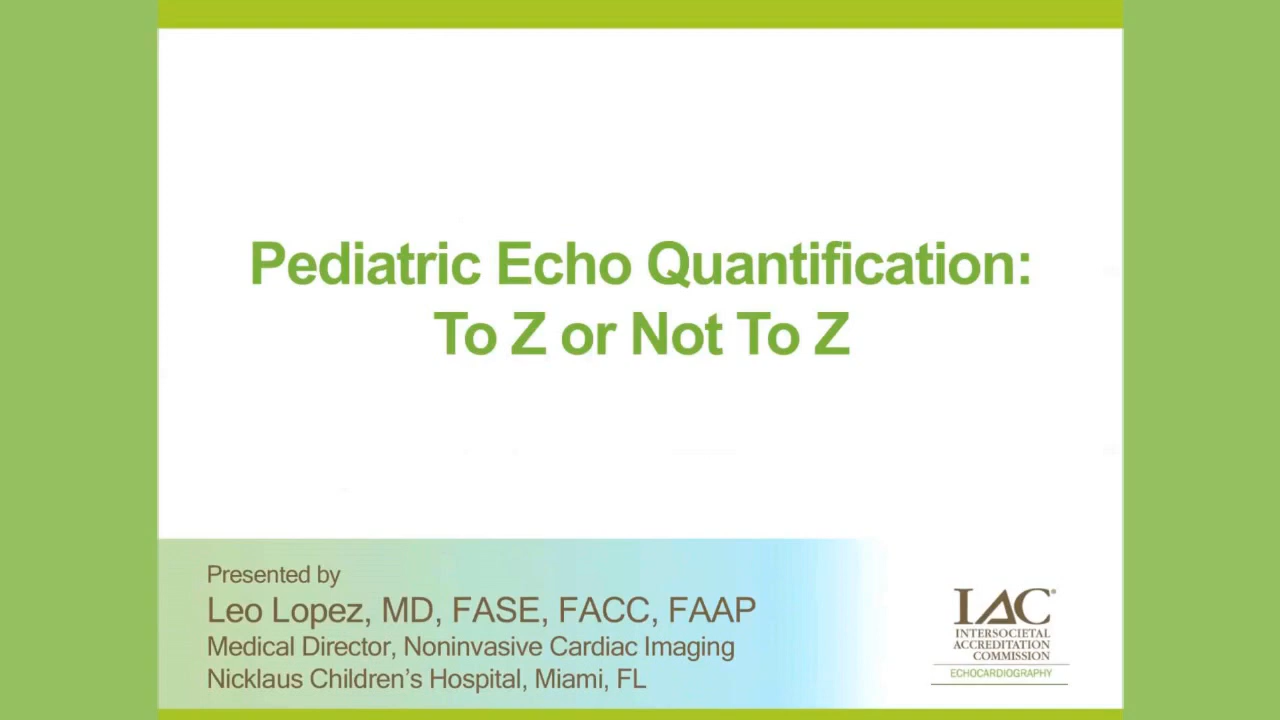 Pediatric Echo Quantification:
To Z or Not To Z
Presented by
Leo Lopez, MD, FASE, FACC, FAAP
Medical Director, Noninvasive Cardiac Imaging
Nicklaus Children's Hospital, Miami, FL
IAC®
INTERSOCIETAL
ACCREDITATION
COMMISSION
ECHOCARDIOGRAPHY